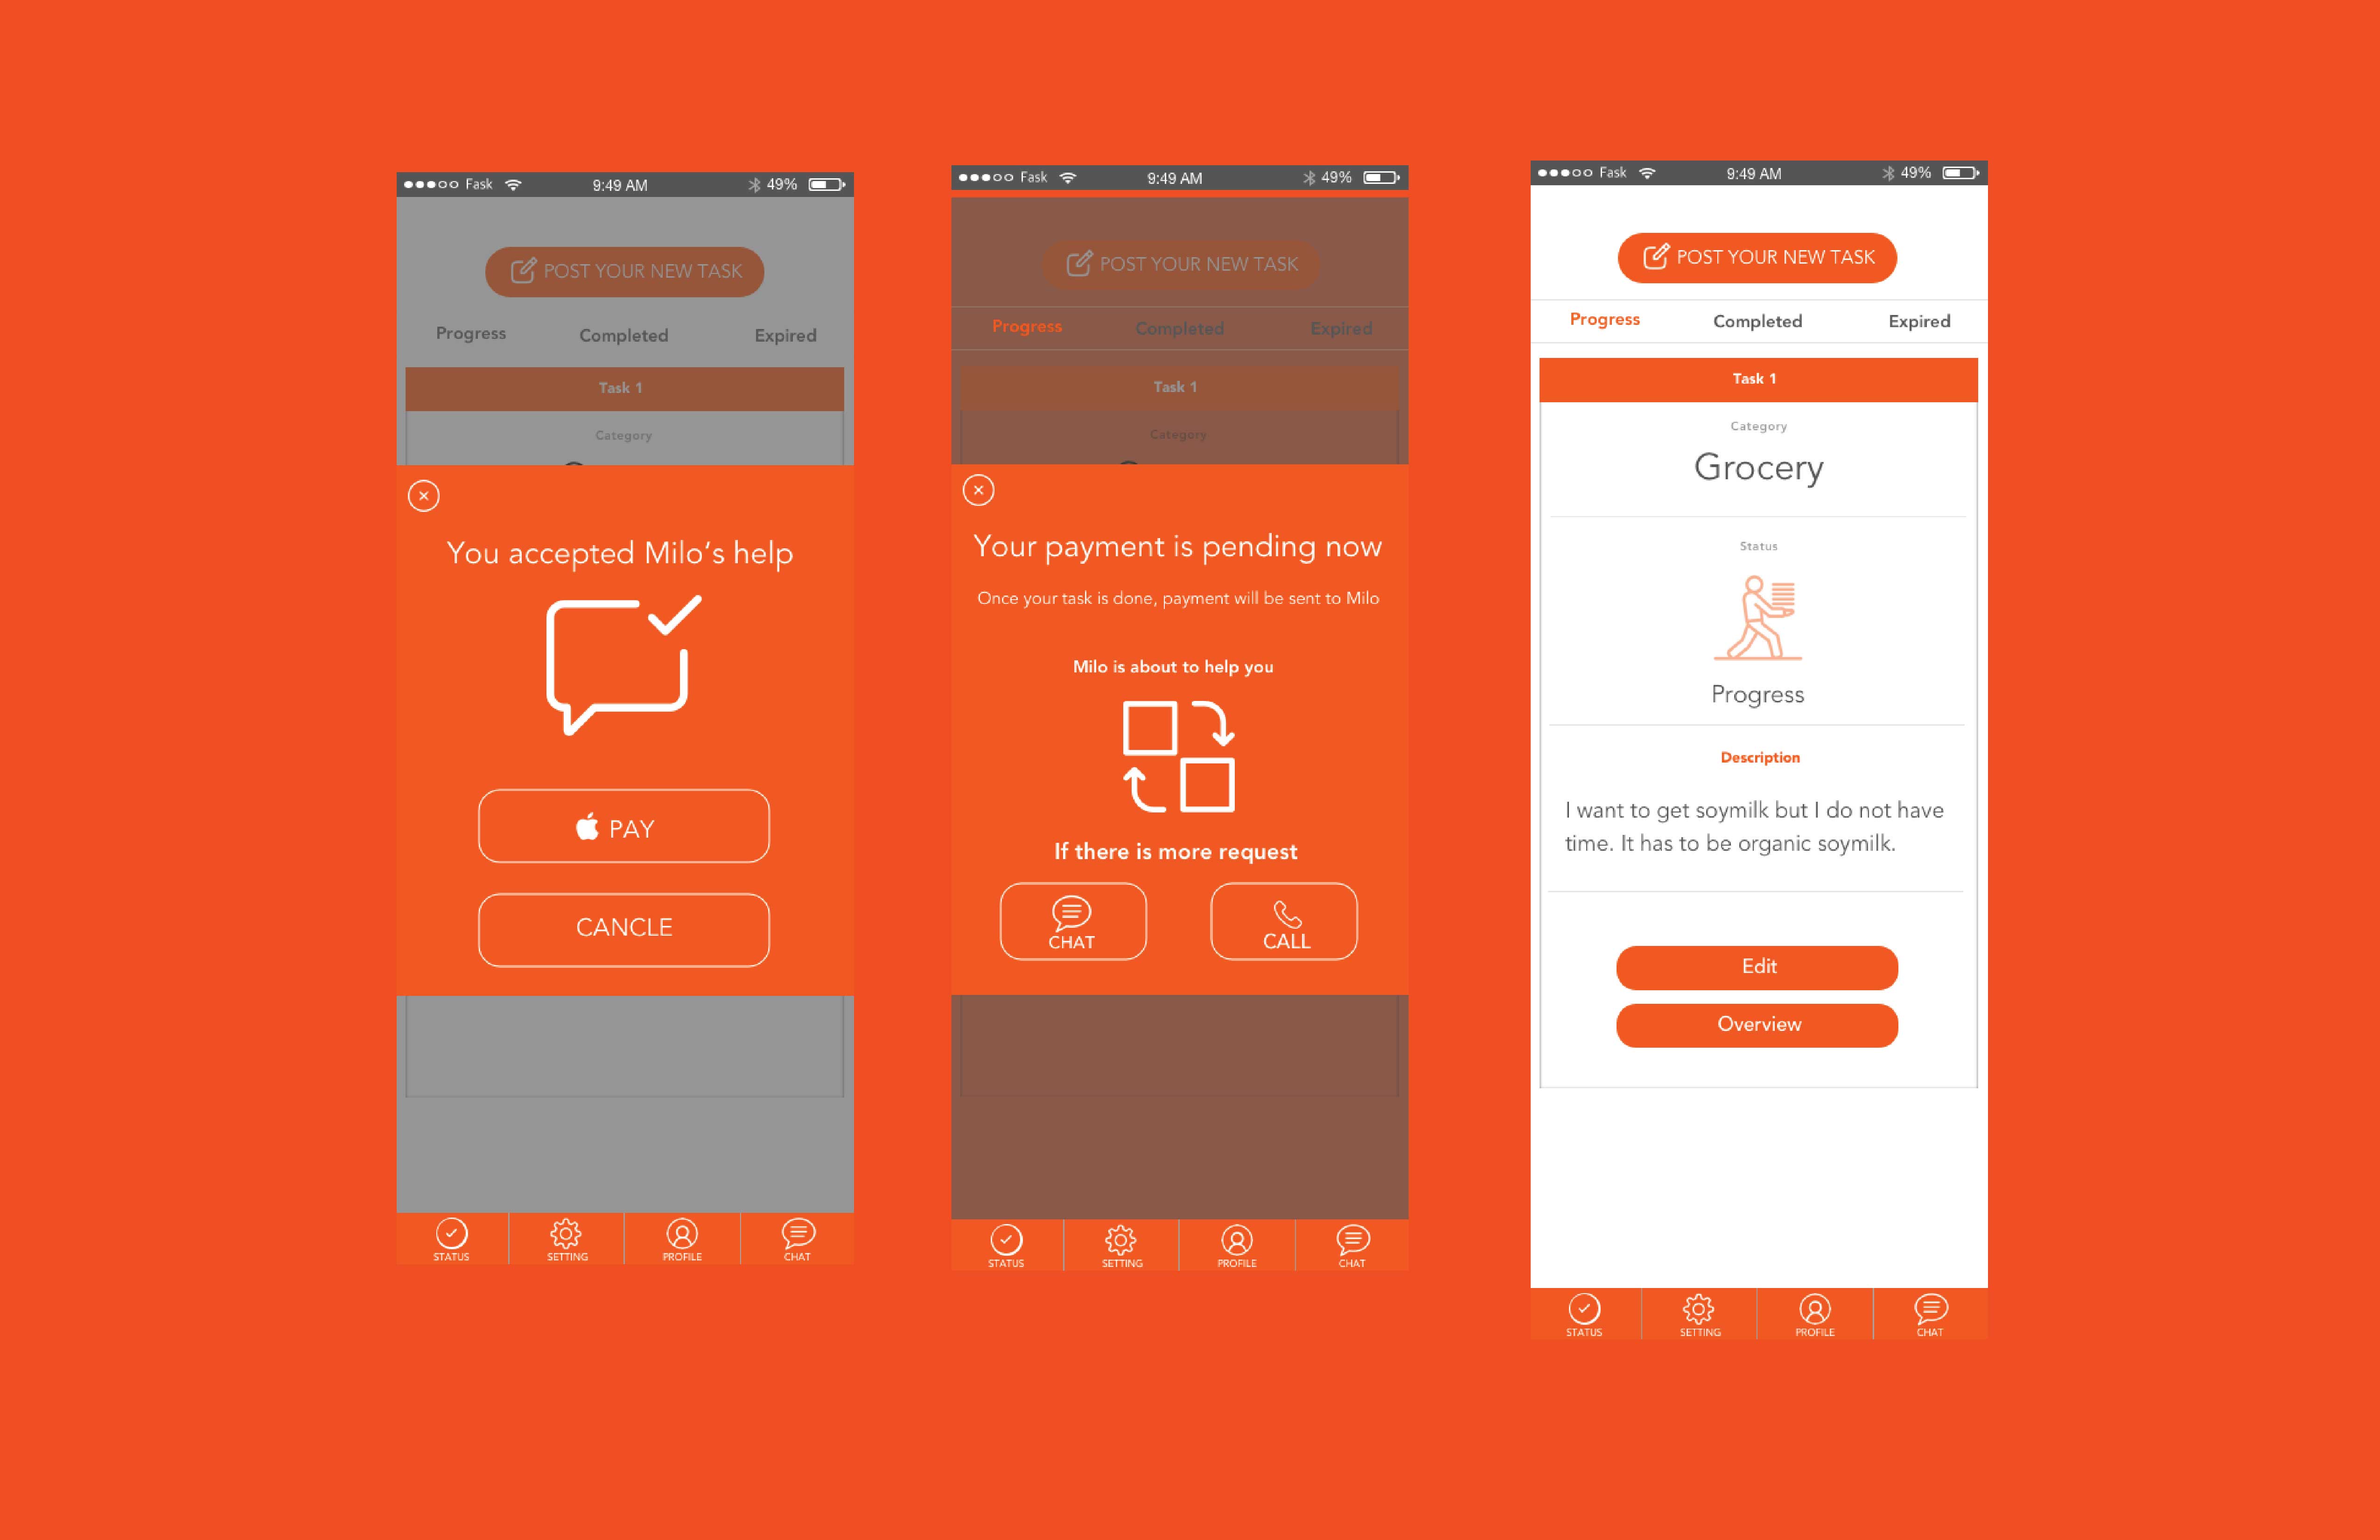 Fask 9:49 AM 49%
POST YOUR NEW TASK
Progress Completed Expired
Task 1
Category
You accepted Milo’s help
PAY
CANCLE
STATUS SETTING PROFILE CHAT
Fask 9:49 AM 49%
POST YOUR NEW TASK
Progress Completed Expired
Task 1
Category
Your payment is pending now
Once your task is done, payment will be sent to Milo
Milo is about to help you
If there is more request
CHAT CALL
STATUS SETTING PROFILE CHAT
Fask 9:49 AM 49%
POST YOUR NEW TASK
Progress Completed Expired
Task 1
Category
Grocery
Status
Progress
Description
I want to get soymilk but I do not have
time. It has to be organic soymilk.
Edit
Overview
STATUS SETTING PROFILE CHAT